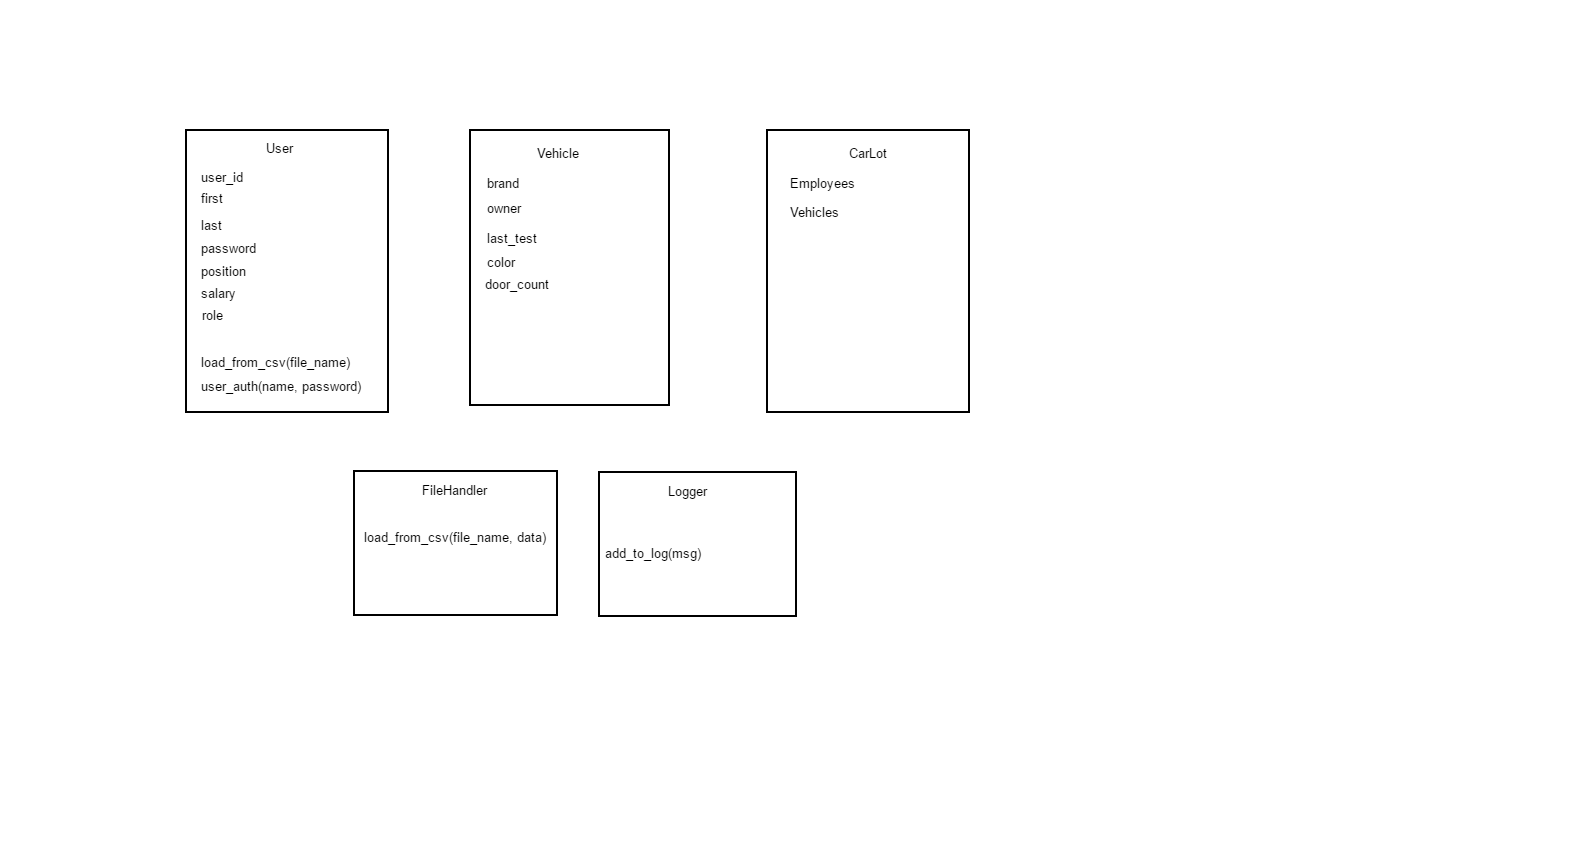 User
user_id
first
last
password
position
salary
role
load_from_csv(file_name)
user_auth(name, password)
Vehicle
brand
owner
last_test
color
door_count
CarLot
Employees
Vehicles
FileHandler
load_from_csv(file_name, data)
Logger
add_to_log(msg)